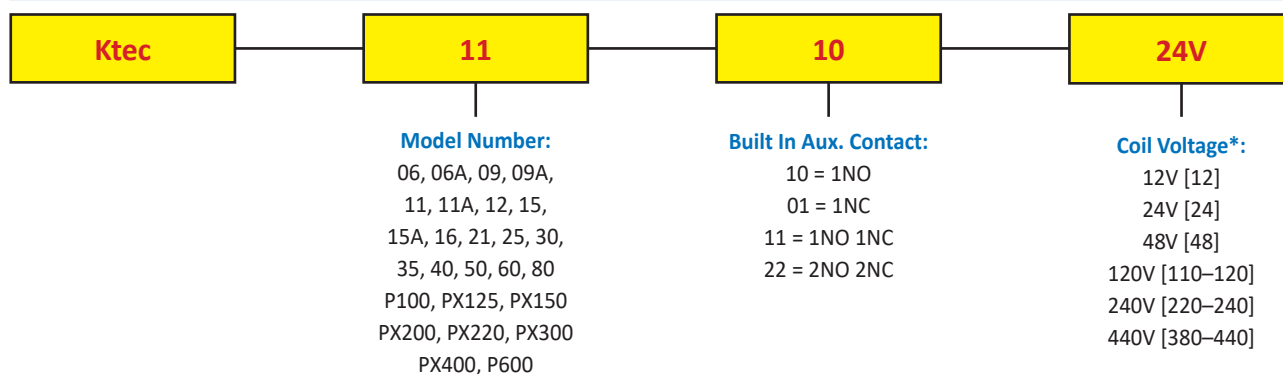 Ktec
11
10
24V
Model Number:
06, 06A, 09, 09A,
11, 11A, 12, 15,
15A, 16, 21, 25, 30,
35, 40, 50, 60, 80
P100, PX125, PX150
PX200, PX220, PX300
PX400, P600
Built In Aux. Contact:
10 = 1NO
01 = 1NC
11 = 1NO 1NC
22 = 2NO 2NC
Coil Voltage*:
12V [12]
24V [24]
48V [48]
120V [110–120]
240V [220–240]
440V [380–440]